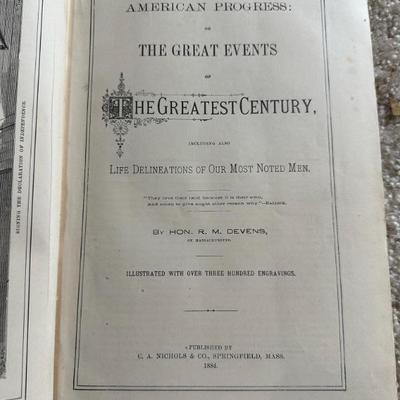 AMERICAN PROGRESS:
OR
THE GREAT EVENTS
OF
THE GREATEST CENTURY,
INCLUDING ALSO
LIFE DELINEATIONS OF OUR MOST NOTED MEN.
"They love their land because it is their own,
And scorn to give aught other reason why."—HALLECK.
BY HON. R. M. DEVENS,
OF MASSACHUSETTS.
ILLUSTRATED WITH OVER THREE HUNDRED ENGRAVINGS.
PUBLISHED BY
C. A. NICHOLS & CO., SPRINGFIELD, MASS.
1884.
SIGNING THE DECLARATION OF INDEPENDENCE.